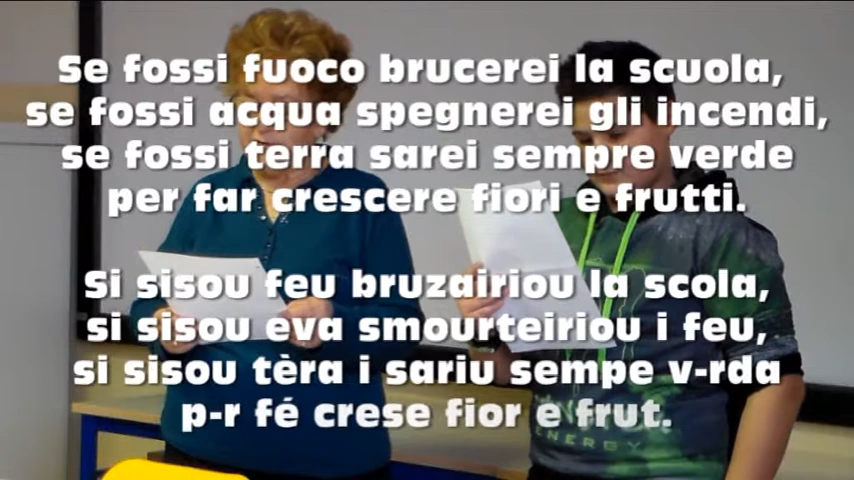 Se fossi fuoco brucerei la scuola,
se fossi acqua spegnerei gli incendi,
se fossi terra sarei sempre verde
per far crescere fiori e frutti.
Si sisou feu bruzairiou la scola,
si sisou eva smourteiriou i feu,
si sisou tèra i sariu sempe v-rda
p-r fé crese fior e frut.
ENERGY